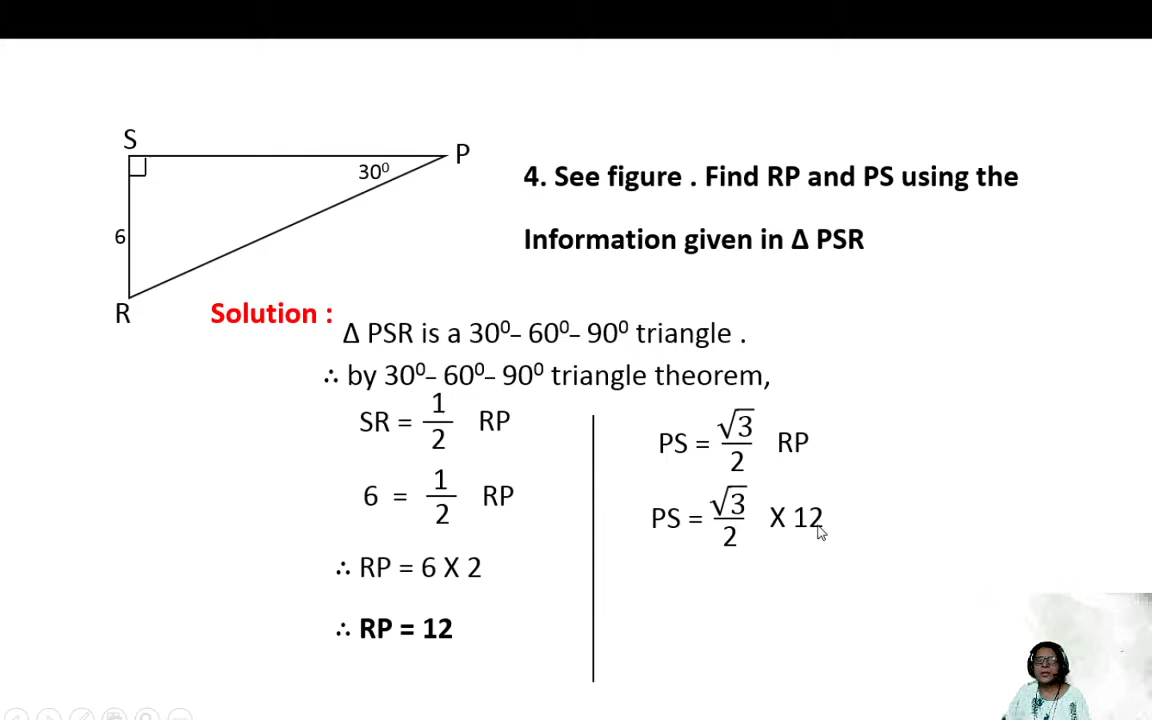 S
P
30⁰
6
R
4. See figure . Find RP and PS using the
Information given in Δ PSR
Solution :
Δ PSR is a 30⁰– 60⁰– 90⁰ triangle .
∴ by 30⁰– 60⁰– 90⁰ triangle theorem,
SR = 1/2 RP
6 = 1/2 RP
∴ RP = 6 X 2
∴ RP = 12
PS = √3/2 RP
PS = √3/2 X 12